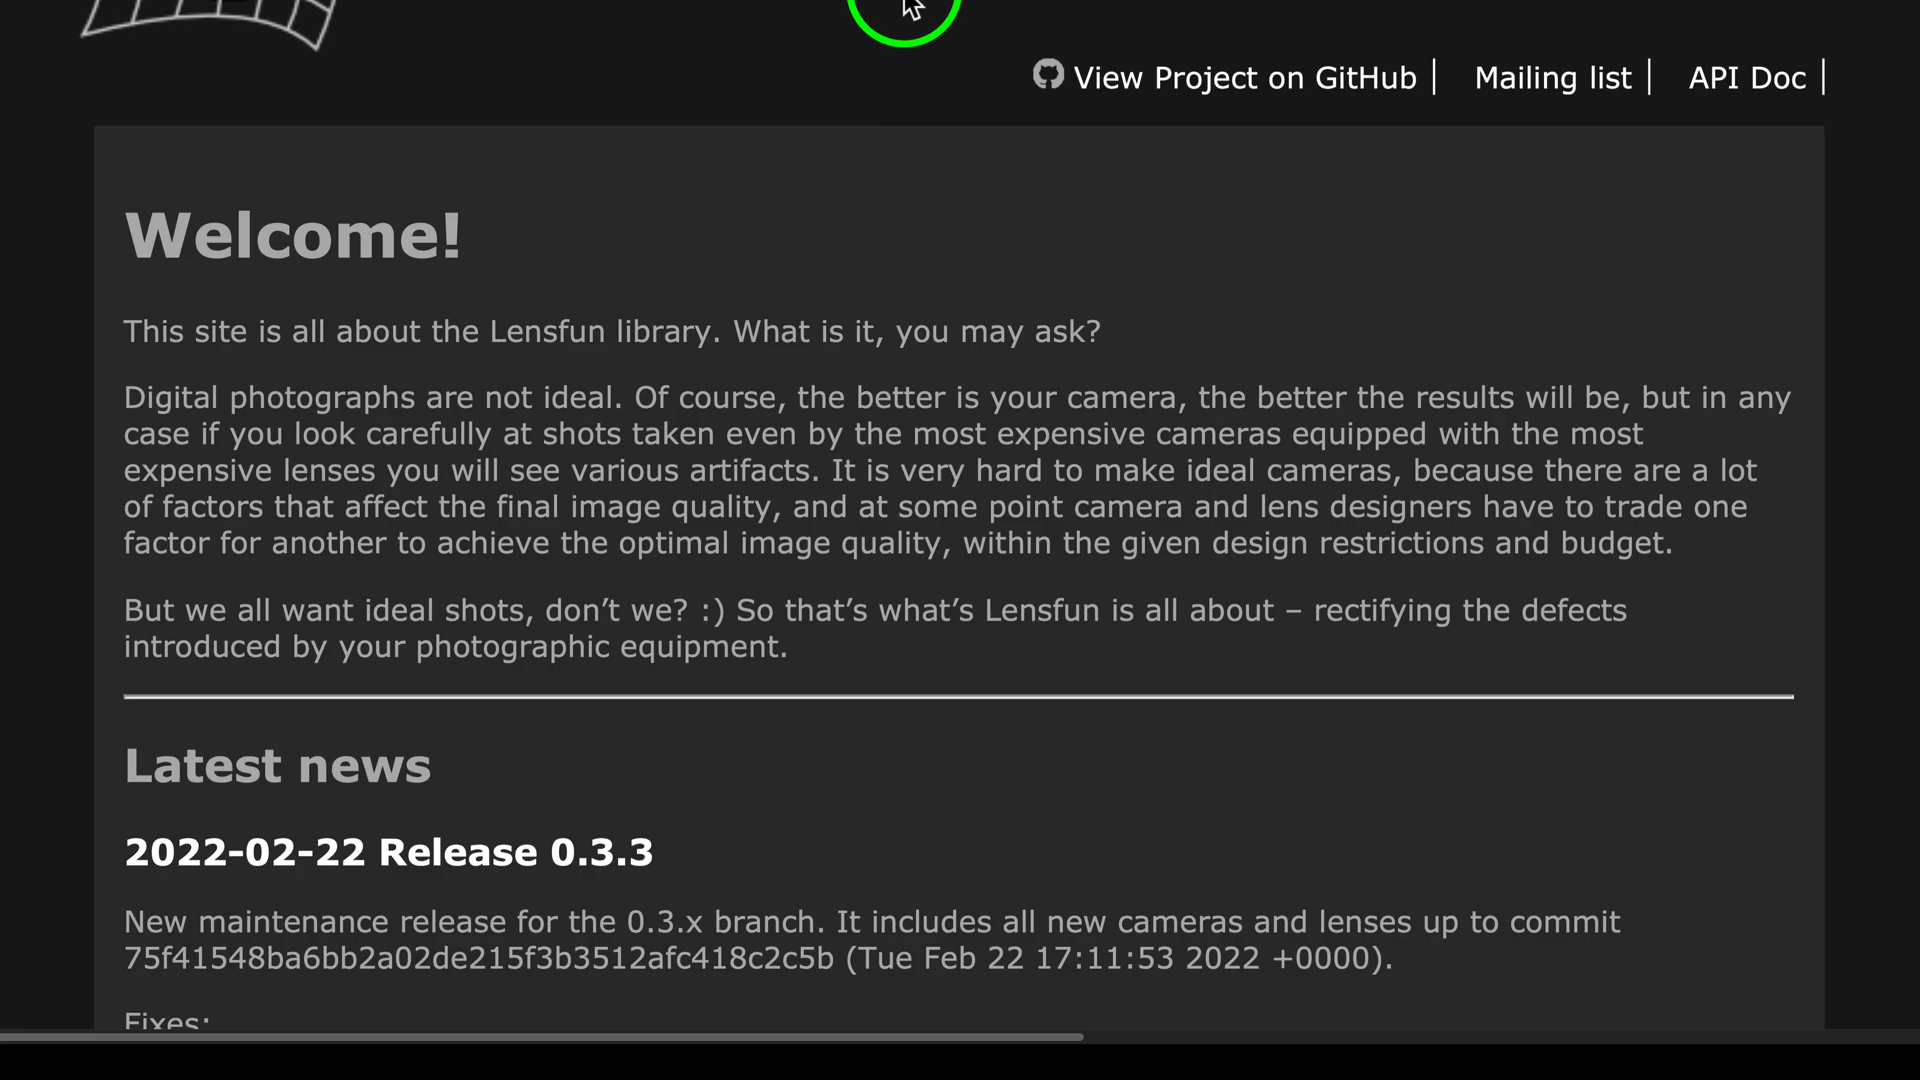 View Project on GitHub | Mailing list | API Doc |
Welcome!
This site is all about the Lensfun library. What is it, you may ask?
Digital photographs are not ideal. Of course, the better is your camera, the better the results will be, but in any
case if you look carefully at shots taken even by the most expensive cameras equipped with the most
expensive lenses you will see various artifacts. It is very hard to make ideal cameras, because there are a lot
of factors that affect the final image quality, and at some point camera and lens designers have to trade one
factor for another to achieve the optimal image quality, within the given design restrictions and budget.
But we all want ideal shots, don’t we? :) So that’s what’s Lensfun is all about – rectifying the defects
introduced by your photographic equipment.
Latest news
2022-02-22 Release 0.3.3
New maintenance release for the 0.3.x branch. It includes all new cameras and lenses up to commit
75f41548ba6bb2a02de215f3b3512afc418c2c5b (Tue Feb 22 17:11:53 2022 +0000).
Fixes: